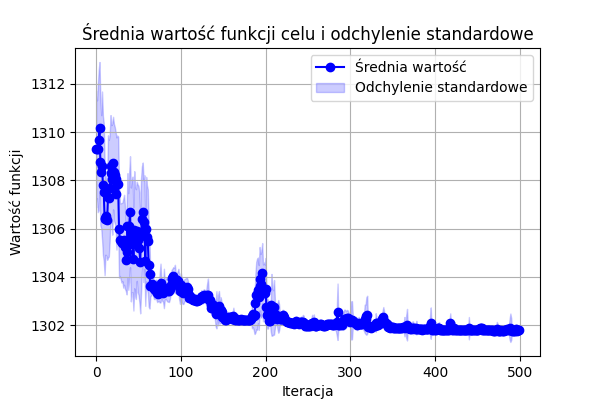 Średnia wartość funkcji celu i odchylenie standardowe
Średnia wartość
Odchylenie standardowe
Wartość funkcji
1312
1310
1308
1306
1304
1302
0 100 200 300 400 500
Iteracja